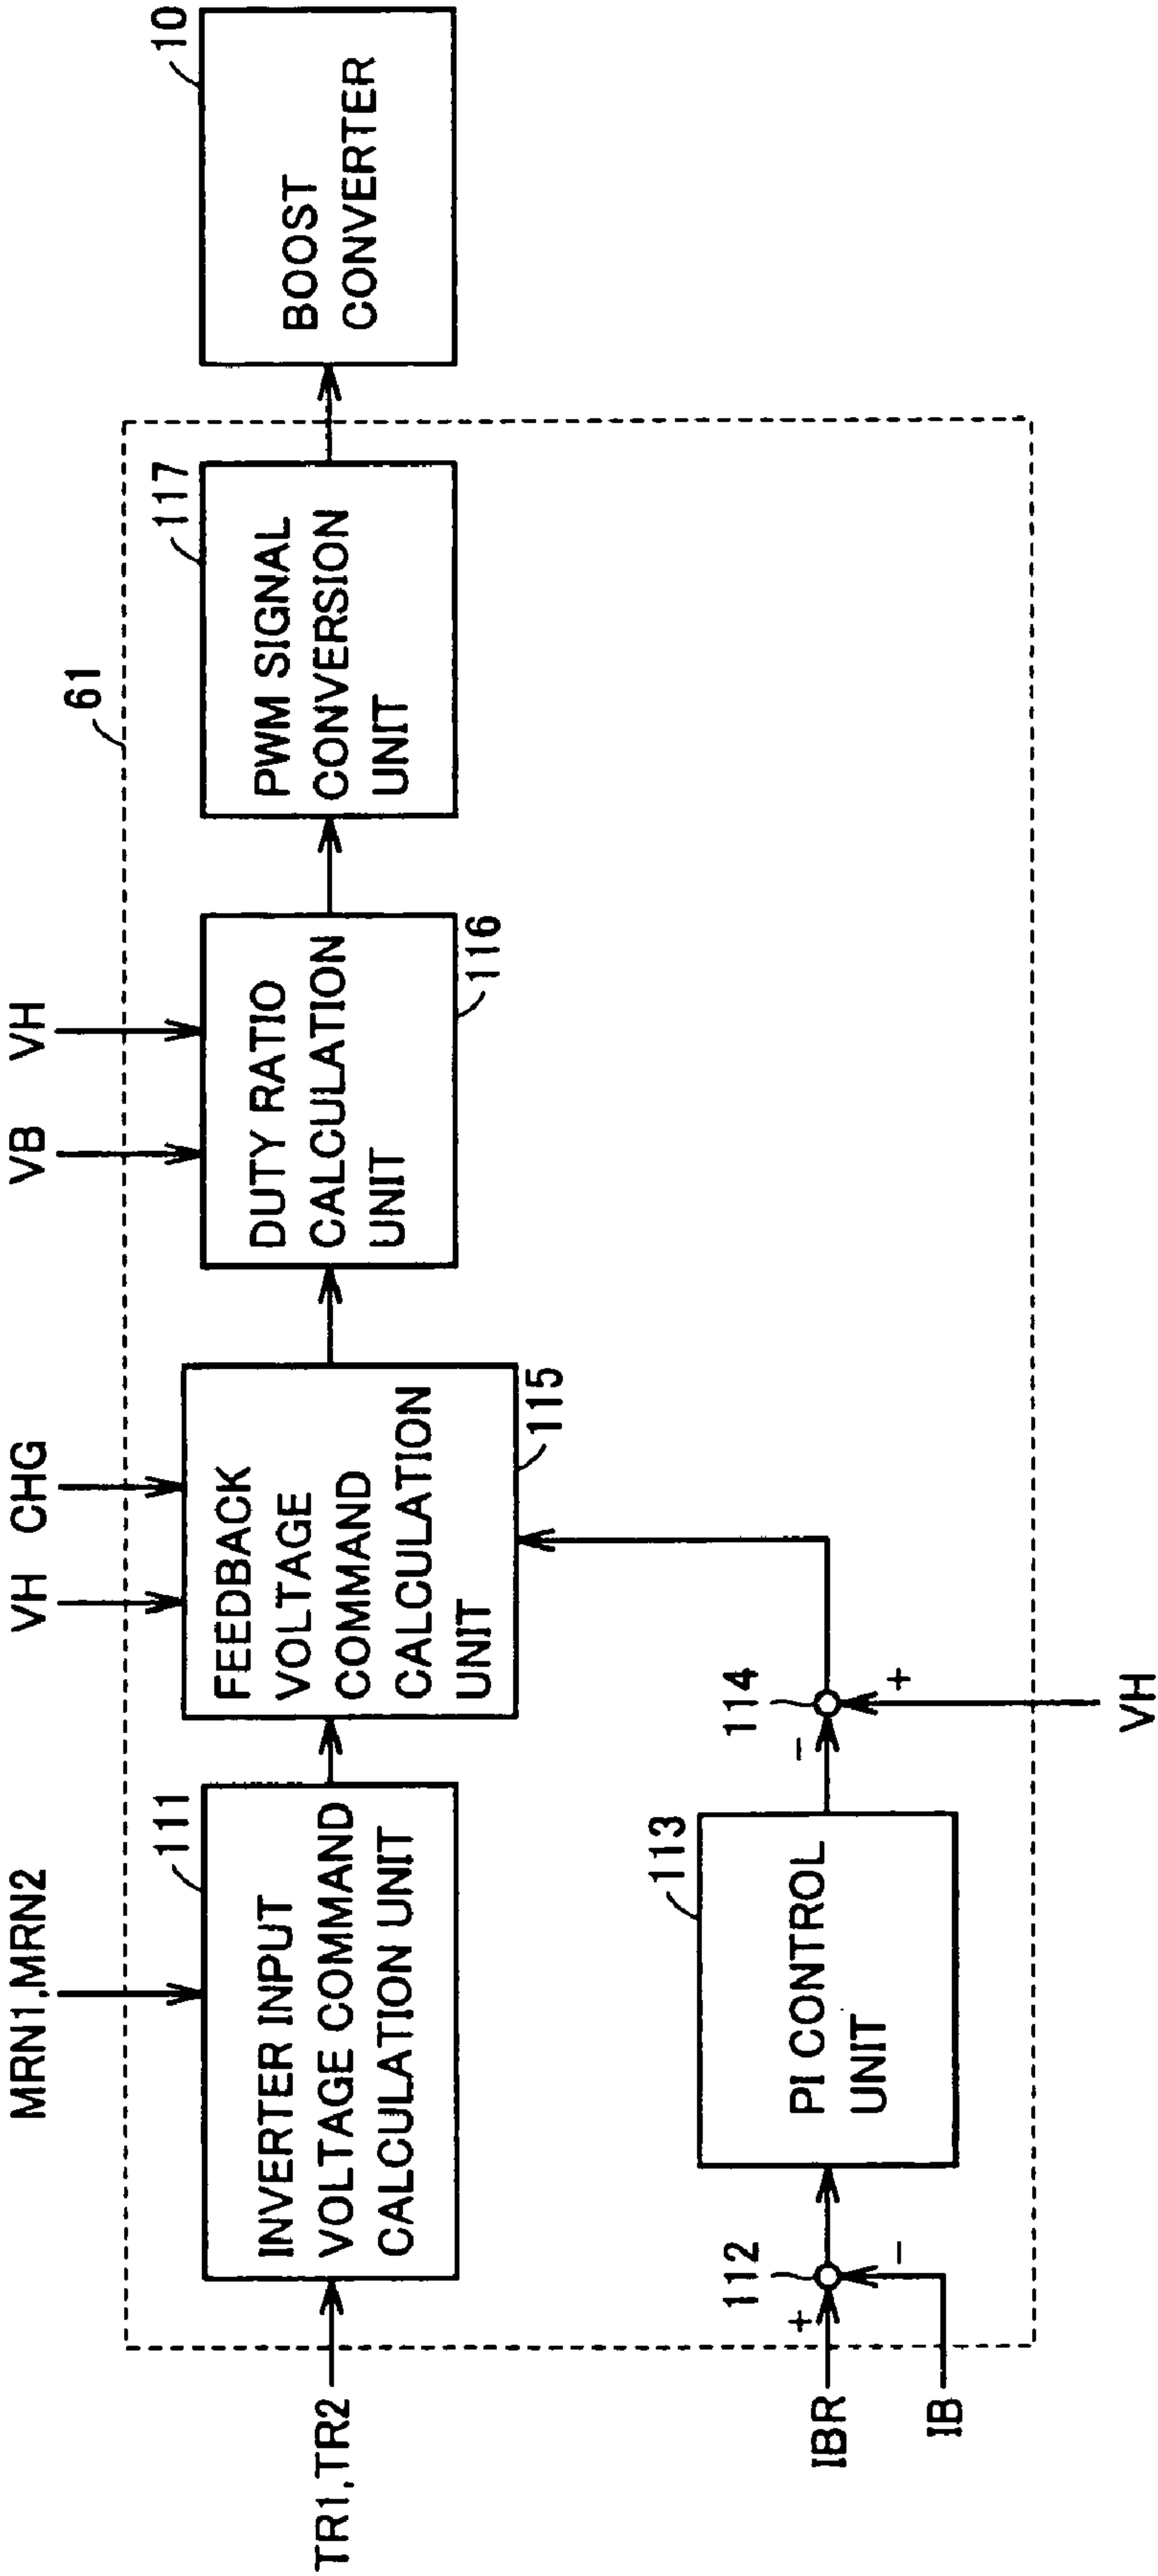 MRN1,MRN2
VH
CHG
VB
VH
61
111
INVERTER INPUT
VOLTAGE COMMAND
CALCULATION UNIT
TR1,TR2
FEEDBACK
VOLTAGE
COMMAND
CALCULATION
UNIT
115
DUTY RATIO
CALCULATION
UNIT
116
117
PWM SIGNAL
CONVERSION
UNIT
10
BOOST
CONVERTER
IBR
+
IB
−
112
113
PI CONTROL
UNIT
−
114
+
VH